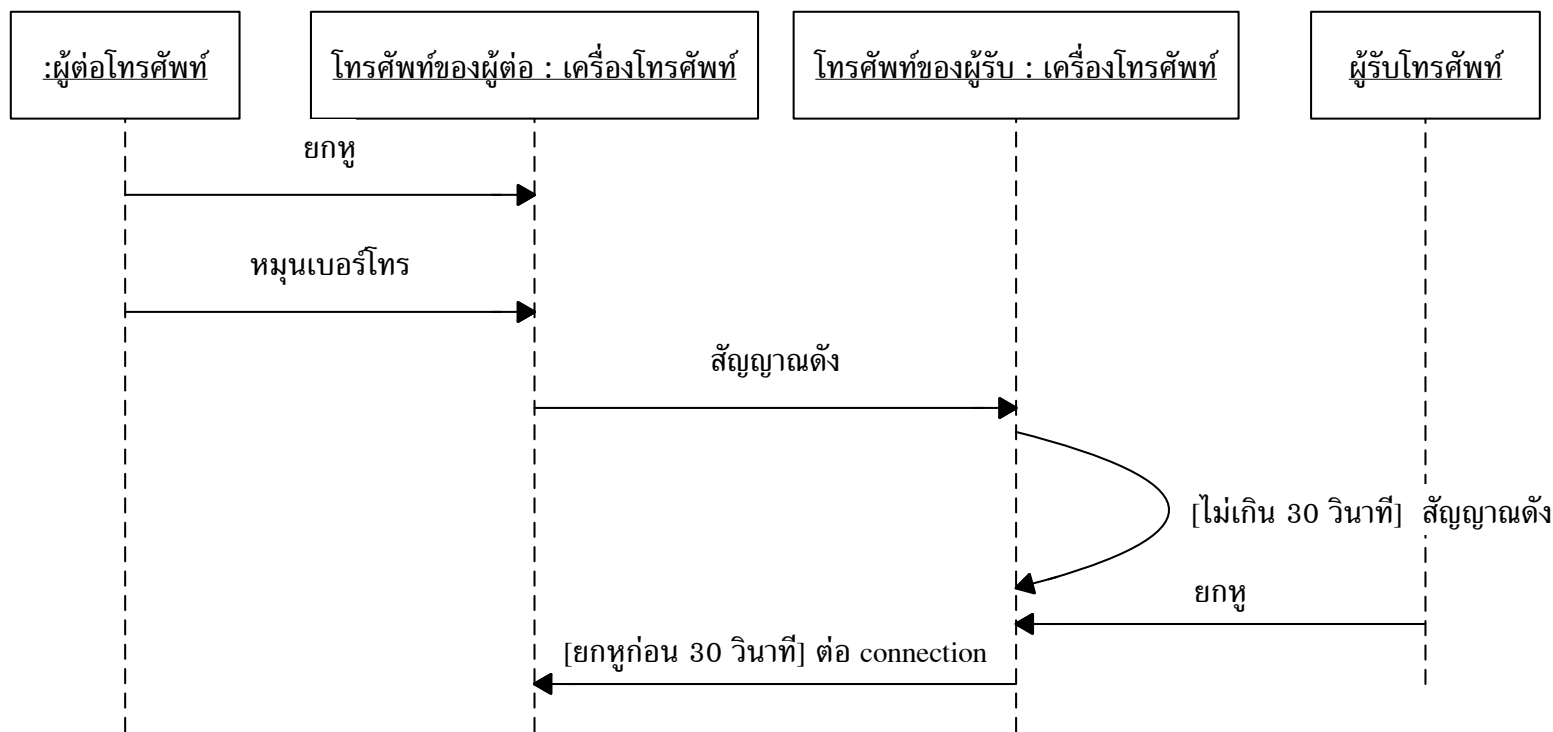 :ผู้ต่อโทรศัพท์
โทรศัพท์ของผู้ต่อ : เครื่องโทรศัพท์
โทรศัพท์ของผู้รับ : เครื่องโทรศัพท์
ผู้รับโทรศัพท์
ยกหู
หมุนเบอร์โทร
สัญญาณดัง
[ไม่เกิน 30 วินาที] สัญญาณดัง
ยกหู
[ยกหูก่อน 30 วินาที] ต่อ connection